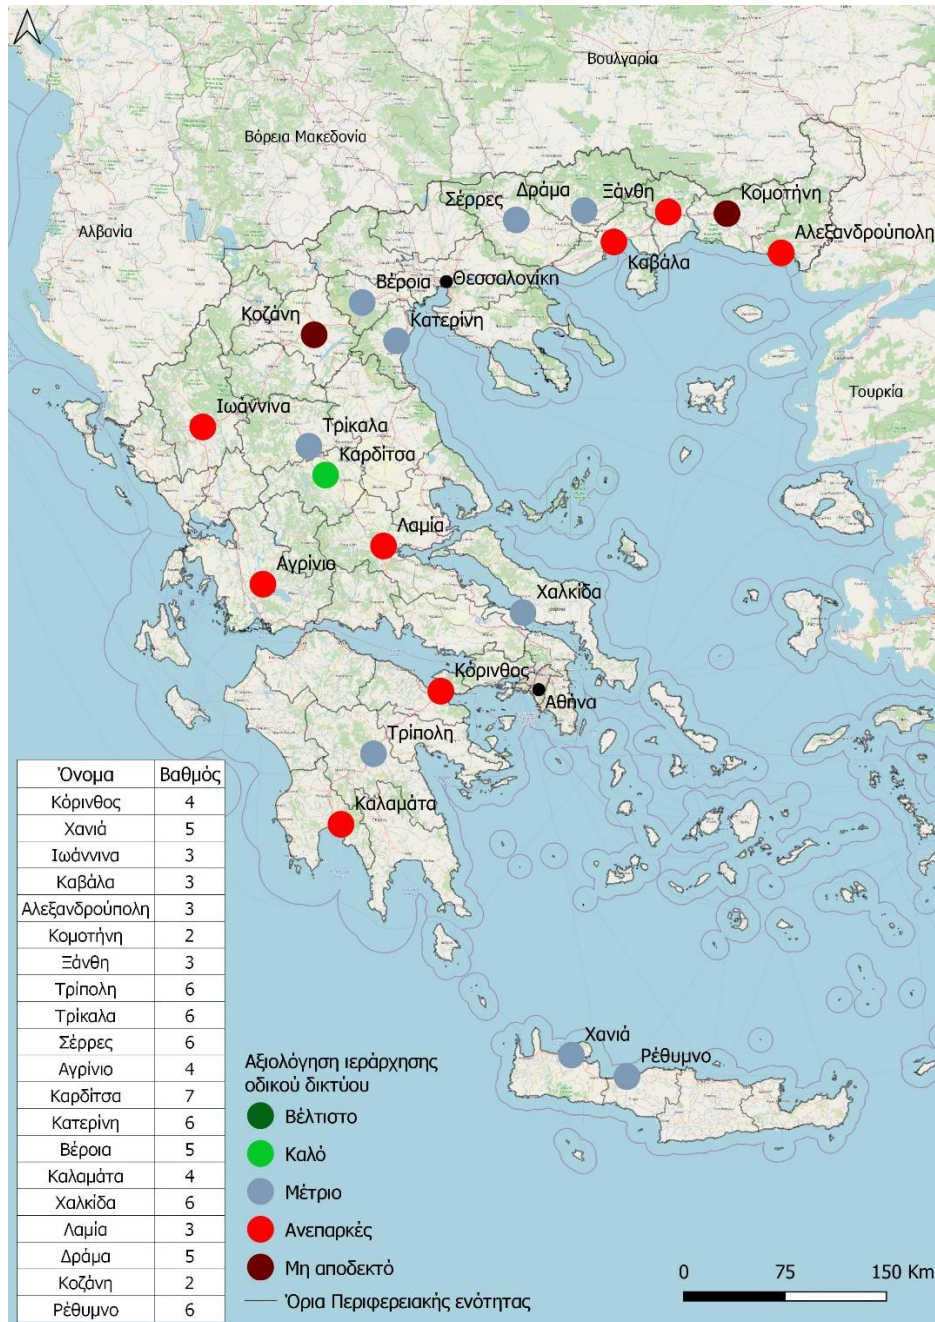 Βουλγαρία
Βόρεια Μακεδονία
Αλβανία
Δράμα
Ξάνθη
Κομοτήνη
Σέρρες
Αλεξανδρούπολη
Καβάλα
Βέροια
Θεσσαλονίκη
Κοζάνη
Κατερίνη
Τουρκία
Ιωάννινα
Τρίκαλα
Καρδίτσα
Λαμία
Αγρίνιο
Χαλκίδα
Κόρινθος
Αθήνα
Τρίπολη
Καλαμάτα
Χανιά
Ρέθυμνο
Όνομα Βαθμός
Κόρινθος 4
Χανιά 5
Ιωάννινα 3
Καβάλα 3
Αλεξανδρούπολη 3
Κομοτήνη 2
Ξάνθη 3
Τρίπολη 6
Τρίκαλα 6
Σέρρες 6
Αγρίνιο 4
Καρδίτσα 7
Κατερίνη 6
Βέροια 5
Καλαμάτα 4
Χαλκίδα 6
Λαμία 3
Δράμα 5
Κοζάνη 2
Ρέθυμνο 6
Αξιολόγηση ιεράρχησης
οδικού δικτύου
Βέλτιστο
Καλό
Μέτριο
Ανεπαρκές
Μη αποδεκτό
Όρια Περιφερειακής ενότητας
0 75 150 Km